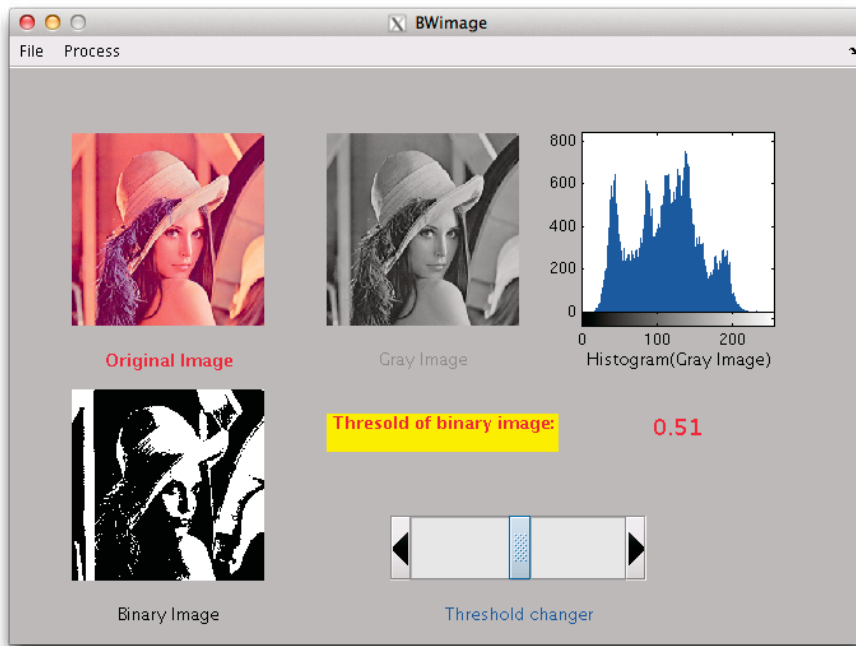 BWimage
File Process
800
600
400
200
0
0 100 200
Original Image
Gray Image
Histogram(Gray Image)
Thresold of binary image:
0.51
Binary Image
Threshold changer